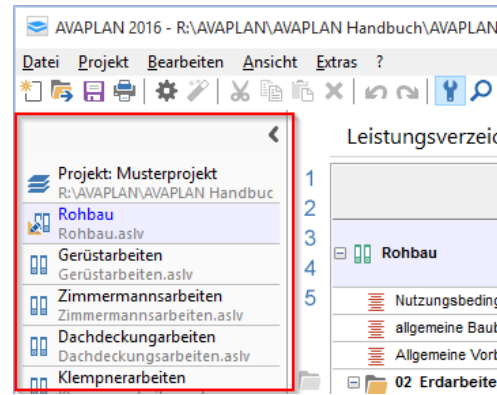 AVAPLAN 2016 - R:\AVAPLAN\AVAPLAN Handbuch\AVAPLAN
Datei Projekt Bearbeiten Ansicht Extras ?
Leistungsverzeic
Projekt: Musterprojekt
R:\AVAPLAN\AVAPLAN Handbuc
Rohbau
Rohbau.aslv
Gerüstarbeiten
Gerüstarbeiten.aslv
Zimmermannsarbeiten
Zimmermannsarbeiten.aslv
Dachdeckungarbeiten
Dachdeckungsarbeiten.aslv
Klempnerarbeiten
1
2
3
4
5
Rohbau
Nutzungsbeding
allgemeine Baub
Allgemeine Vorb
02 Erdarbeite